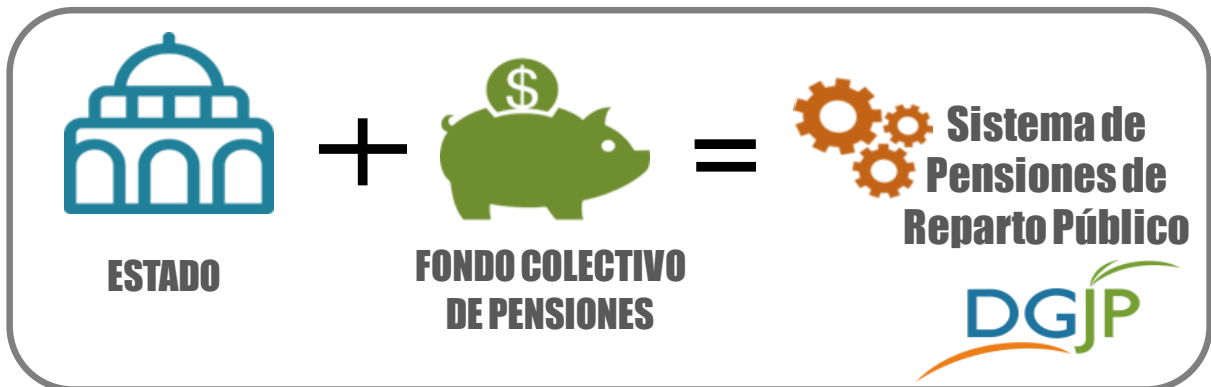 ESTADO
+
$
FONDO COLECTIVO
DE PENSIONES
=
Sistema de
Pensiones de
Reparto Público
DGJP